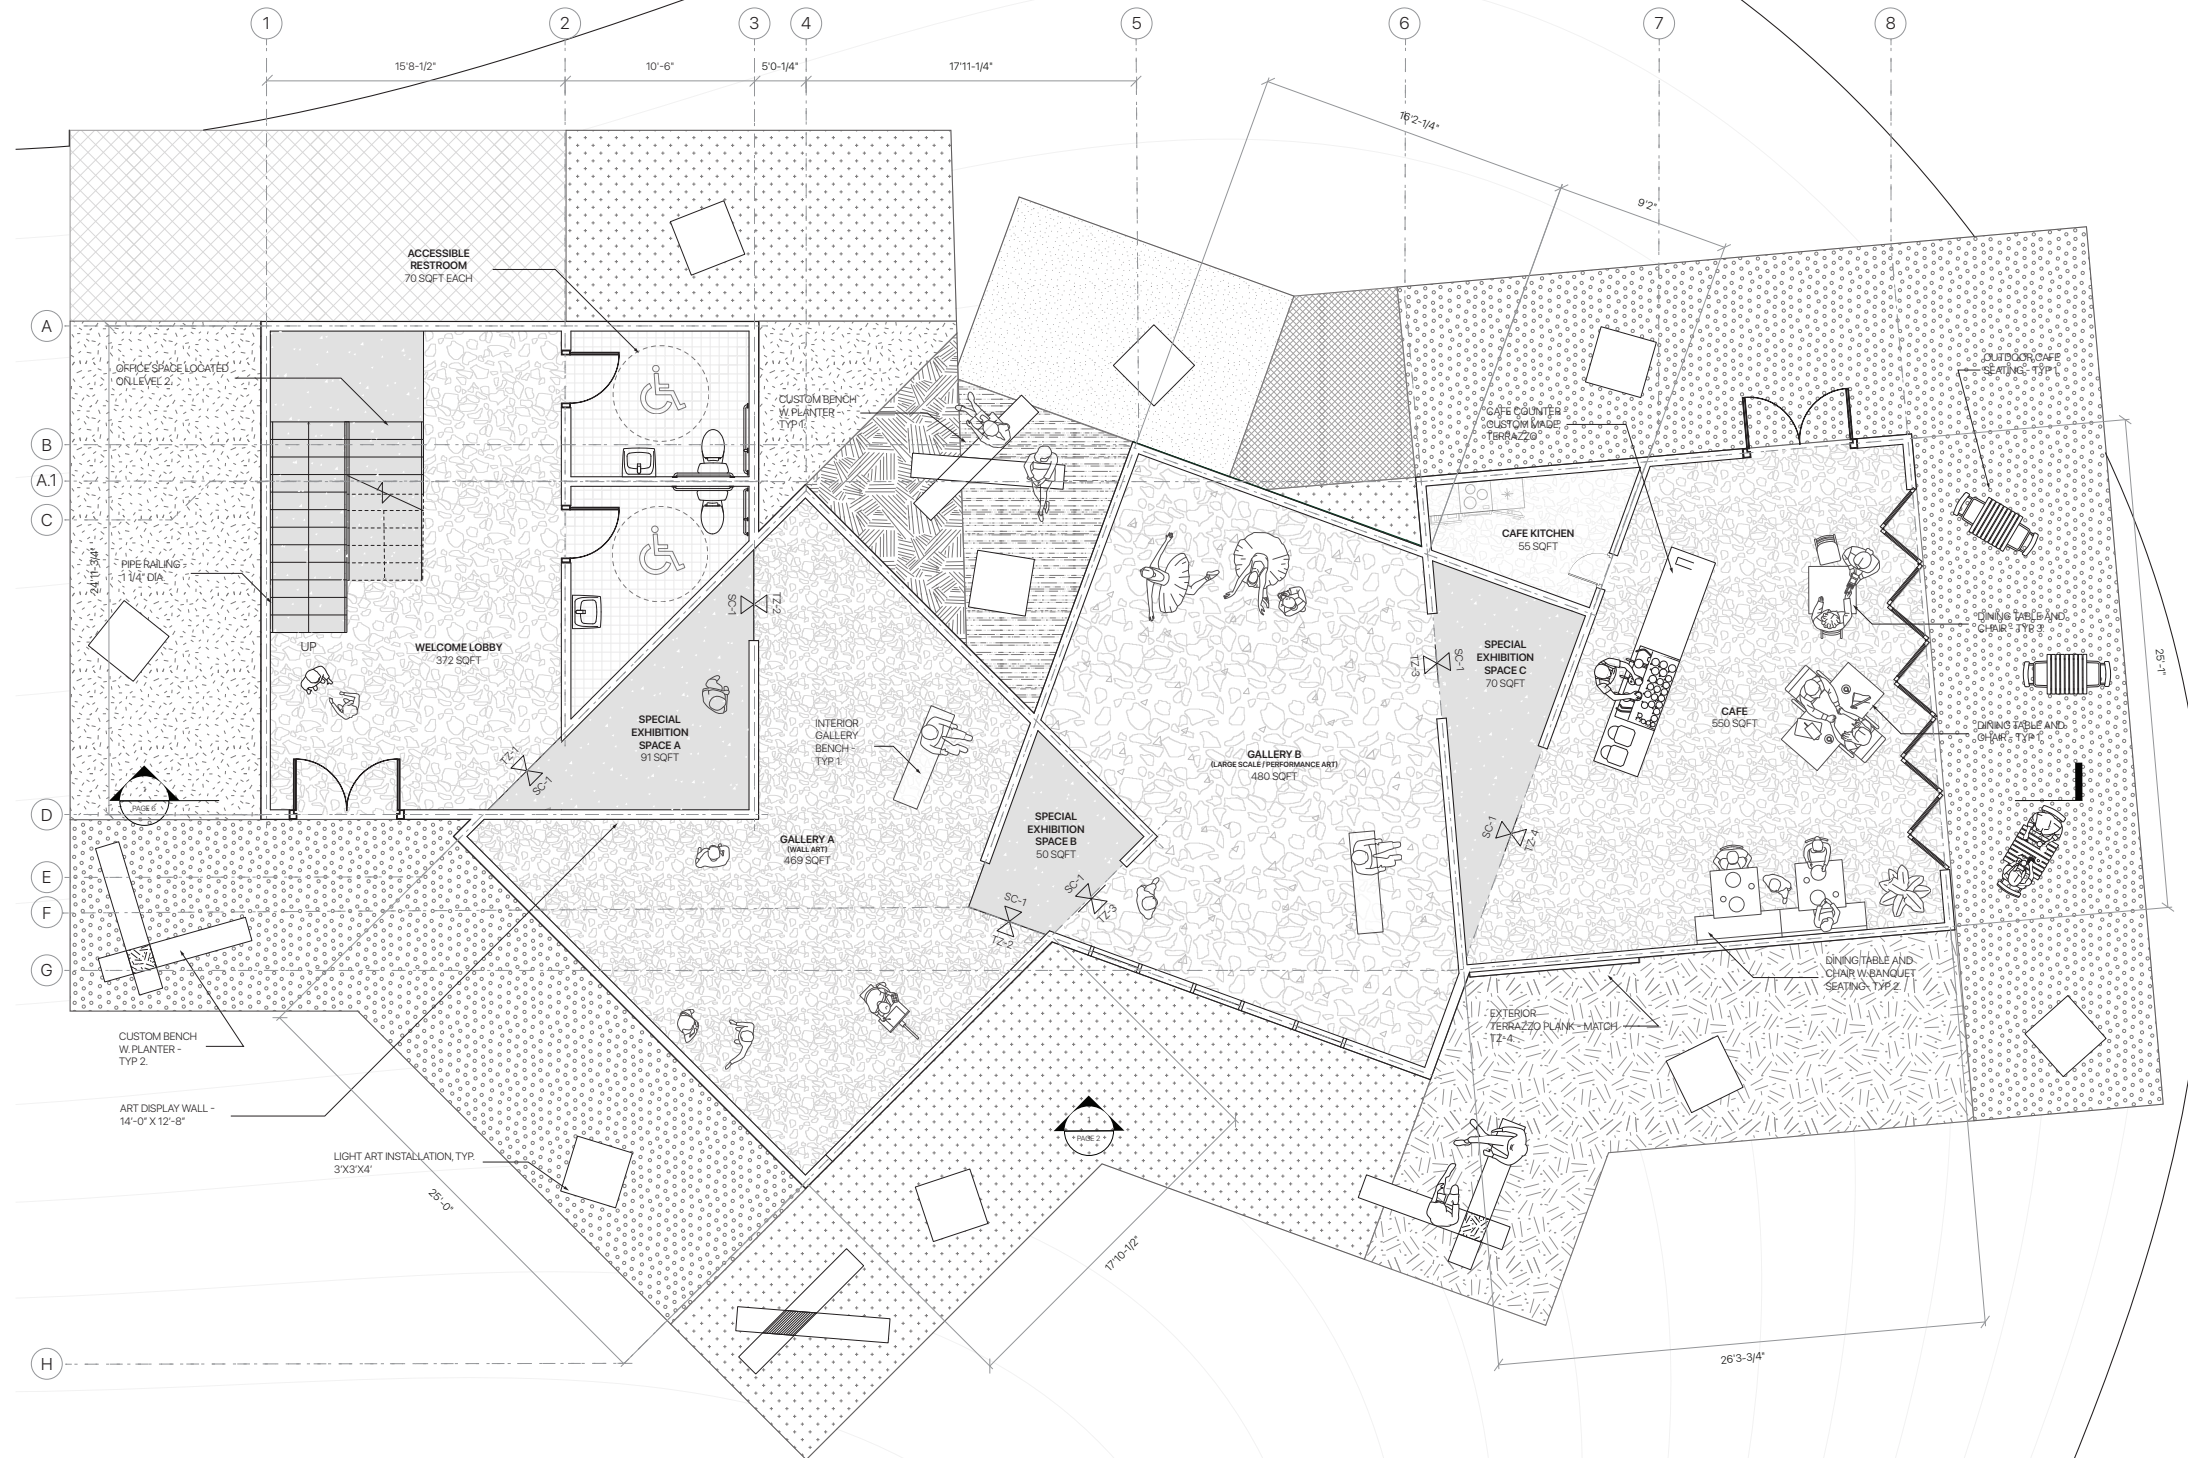 1
2
3
4
5
6
7
8
15'8-1/2"
10'-6"
5'0-1/4"
17'11-1/4"
16'2-1/4"
9'2"
ACCESSIBLE
RESTROOM
70 SQFT EACH
A
B
A.1
C
D
E
F
G
H
OFFICE SPACE LOCATED
ON LEVEL 2.
24'11-3/4"
PIPE RAILING -
1 1/4" DIA.
UP
WELCOME LOBBY
372 SQFT
CUSTOM BENCH
W. PLANTER -
TYP 1.
CAFE COUNTER
CUSTOM MADE
TERRAZZO
OUTDOOR CAFE
SEATING - TYP 1.
CAFE KITCHEN
55 SQFT
SC-1
TZ-2
SPECIAL
EXHIBITION
SPACE A
91 SQFT
INTERIOR
GALLERY
BENCH -
TYP 1
TZ-1
SC-1
GALLERY B
(LARGE SCALE / PERFORMANCE ART)
480 SQFT
TZ-3
SC-1
SPECIAL
EXHIBITION
SPACE C
70 SQFT
CAFE
550 SQFT
DINING TABLE AND
CHAIR - TYP 3.
DINING TABLE AND
CHAIR - TYP 1.
25'-1"
PAGE 6
GALLERY A
(WALL ART)
469 SQFT
SPECIAL
EXHIBITION
SPACE B
50 SQFT
SC-1
TZ-2
SC-1
TZ-3
SC-1
TZ-4
DINING TABLE AND
CHAIR W. BANQUET
SEATING - TYP 2.
EXTERIOR
TERRAZZO PLANK - MATCH
TZ-4.
CUSTOM BENCH
W. PLANTER -
TYP 2.
ART DISPLAY WALL -
14'-0" X 12'-8"
LIGHT ART INSTALLATION, TYP.
3'X3'X4'
1
PAGE 2
25'-0"
17'10-1/2"
26'3-3/4"